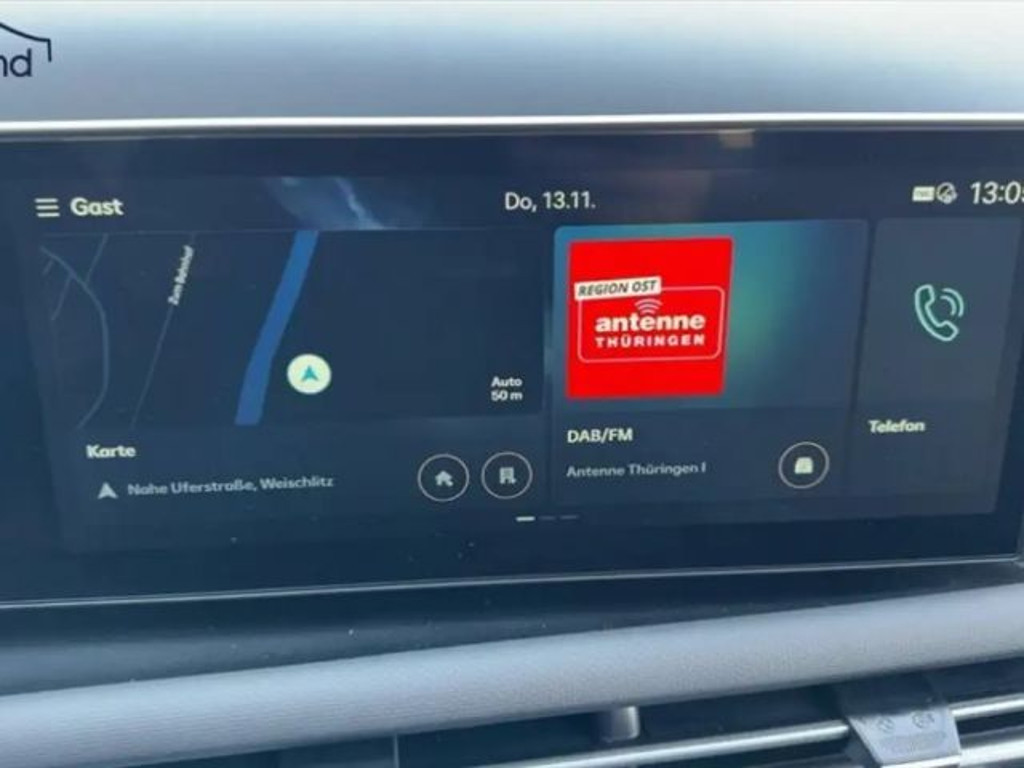 nd
Gast
Do, 13.11.
13:0
Zum Bahnhof
Auto
50 m
Karte
Nahe Uferstraße, Weischlitz
REGION OST
antenne
THÜRINGEN
DAB/FM
Antenne Thüringen I
Telefon